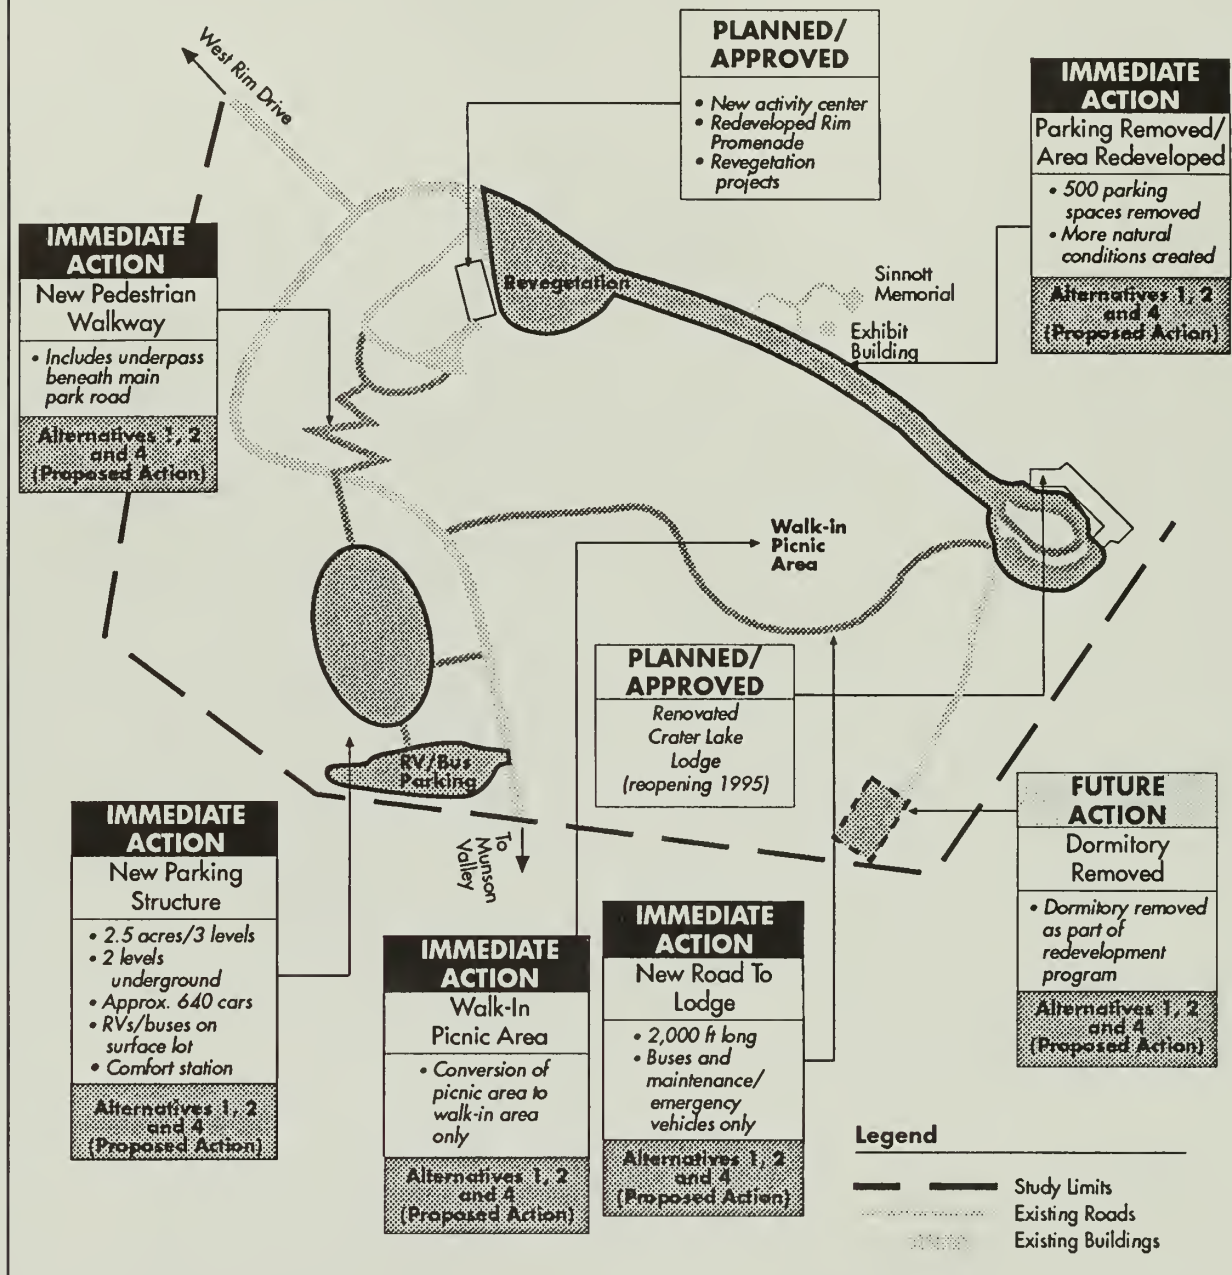 West Rim Drive
PLANNED/
APPROVED
• New activity center
• Redeveloped Rim
Promenade
• Revegetation
projects
IMMEDIATE
ACTION
Parking Removed/
Area Redeveloped
• 500 parking
spaces removed
• More natural
conditions created
Alternatives 1, 2
and 4
(Proposed Action)
IMMEDIATE
ACTION
New Pedestrian
Walkway
• Includes underpass
beneath main
park road
Alternatives 1, 2
and 4
(Proposed Action)
Revegetation
Sinnott
Memorial
Exhibit
Building
Walk-in
Picnic
Area
PLANNED/
APPROVED
Renovated
Crater Lake
Lodge
(reopening 1995)
RV/Bus
Parking
To
Munson
Valley
IMMEDIATE
ACTION
New Parking
Structure
• 2.5 acres/3 levels
• 2 levels
underground
• Approx. 640 cars
• RVs/buses on
surface lot
• Comfort station
Alternatives 1, 2
and 4
(Proposed Action)
IMMEDIATE
ACTION
Walk-In
Picnic Area
• Conversion of
picnic area to
walk-in area
only
Alternatives 1, 2
and 4
(Proposed Action)
IMMEDIATE
ACTION
New Road To
Lodge
• 2,000 ft long
• Buses and
maintenance/
emergency
vehicles only
Alternatives 1, 2
and 4
(Proposed Action)
FUTURE
ACTION
Dormitory
Removed
• Dormitory removed
as part of
redevelopment
program
Alternatives 1, 2
and 4
(Proposed Action)
Legend
Study Limits
Existing Roads
Existing Buildings